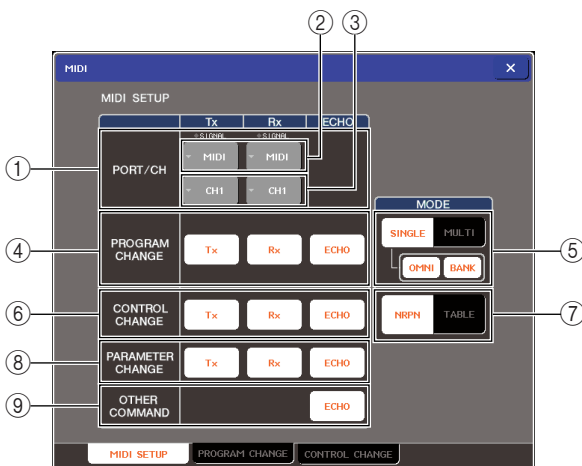 ② ③
MIDI ×
MIDI SETUP
Tx Rx ECHO
SIGNAL SIGNAL
① PORT/CH MIDI MIDI
CH1 CH1
MODE
④ PROGRAM CHANGE Tx Rx ECHO
SINGLE MULTI ⑤
OMNI BANK
⑥ CONTROL CHANGE Tx Rx ECHO
NRPN TABLE ⑦
⑧ PARAMETER CHANGE Tx Rx ECHO
⑨ OTHER COMMAND ECHO
MIDI SETUP PROGRAM CHANGE CONTROL CHANGE